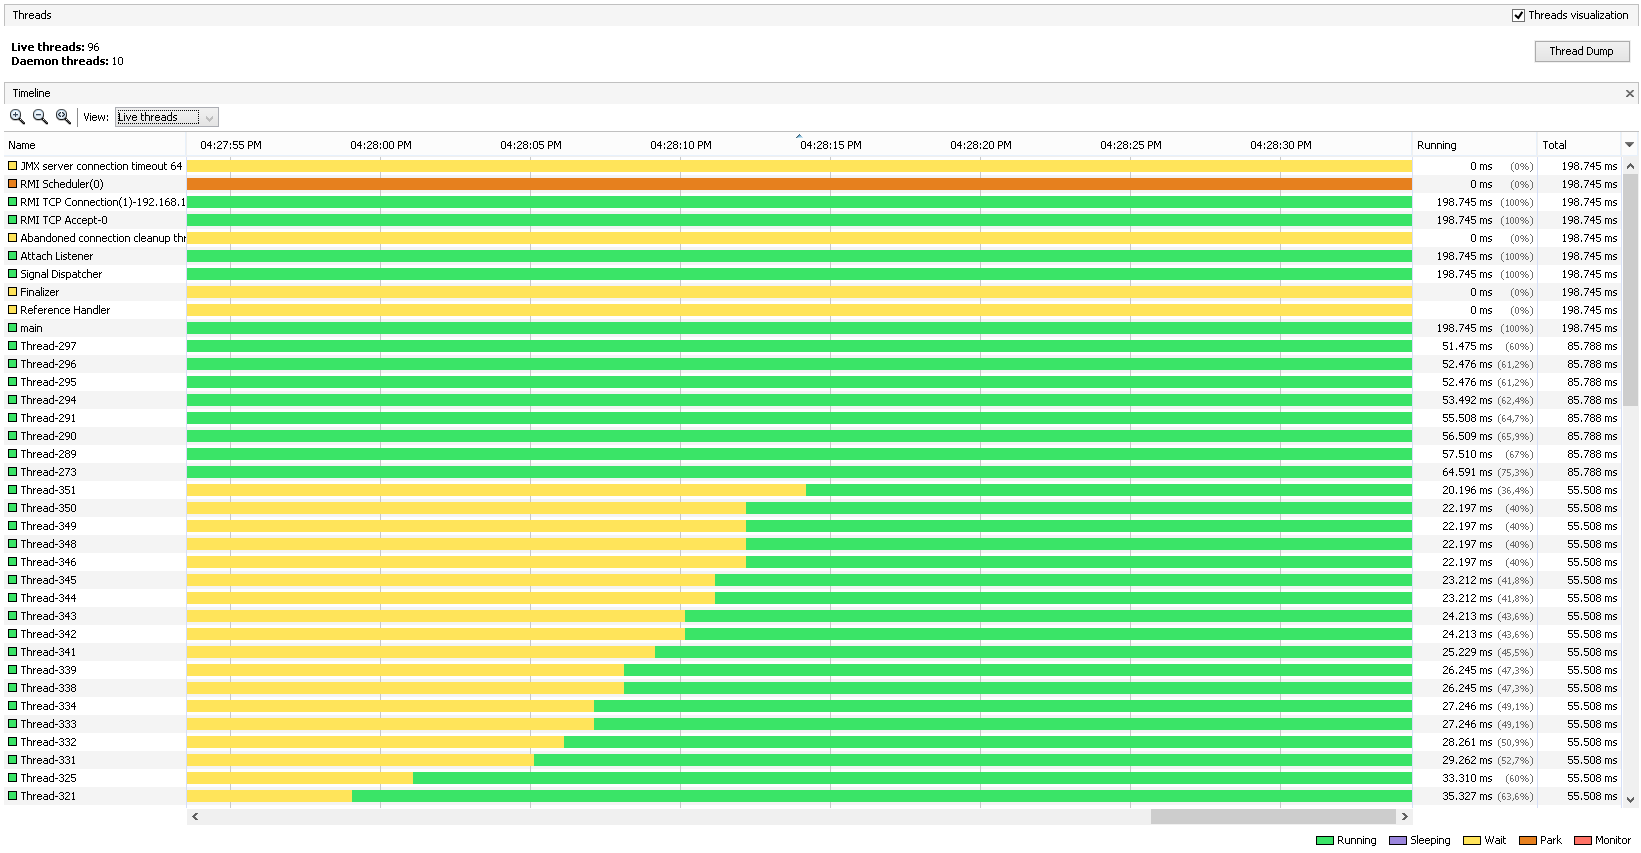 Threads
Threads visualization
Live threads: 96
Daemon threads: 10
Thread Dump
Timeline
View: Live threads
Name 04:27:55 PM 04:28:00 PM 04:28:05 PM 04:28:10 PM 04:28:15 PM 04:28:20 PM 04:28:25 PM 04:28:30 PM Running Total
JMX server connection timeout 64 0 ms (0%) 198.745 ms
RMI Scheduler(0) 0 ms (0%) 198.745 ms
RMI TCP Connection(1)-192.168.1 198.745 ms (100%) 198.745 ms
RMI TCP Accept-0 198.745 ms (100%) 198.745 ms
Abandoned connection cleanup thr 0 ms (0%) 198.745 ms
Attach Listener 198.745 ms (100%) 198.745 ms
Signal Dispatcher 198.745 ms (100%) 198.745 ms
Finalizer 0 ms (0%) 198.745 ms
Reference Handler 0 ms (0%) 198.745 ms
main 198.745 ms (100%) 198.745 ms
Thread-297 51.475 ms (60%) 85.788 ms
Thread-296 52.476 ms (61,2%) 85.788 ms
Thread-295 52.476 ms (61,2%) 85.788 ms
Thread-294 53.492 ms (62,4%) 85.788 ms
Thread-291 55.508 ms (64,7%) 85.788 ms
Thread-290 56.509 ms (65,9%) 85.788 ms
Thread-289 57.510 ms (67%) 85.788 ms
Thread-273 64.591 ms (75,3%) 85.788 ms
Thread-351 20.196 ms (36,4%) 55.508 ms
Thread-350 22.197 ms (40%) 55.508 ms
Thread-349 22.197 ms (40%) 55.508 ms
Thread-348 22.197 ms (40%) 55.508 ms
Thread-346 22.197 ms (40%) 55.508 ms
Thread-345 23.212 ms (41,8%) 55.508 ms
Thread-344 23.212 ms (41,8%) 55.508 ms
Thread-343 24.213 ms (43,6%) 55.508 ms
Thread-342 24.213 ms (43,6%) 55.508 ms
Thread-341 25.229 ms (45,5%) 55.508 ms
Thread-339 26.245 ms (47,3%) 55.508 ms
Thread-338 26.245 ms (47,3%) 55.508 ms
Thread-334 27.246 ms (49,1%) 55.508 ms
Thread-333 27.246 ms (49,1%) 55.508 ms
Thread-332 28.261 ms (50,9%) 55.508 ms
Thread-331 29.262 ms (52,7%) 55.508 ms
Thread-325 33.310 ms (60%) 55.508 ms
Thread-321 35.327 ms (63,6%) 55.508 ms
Running Sleeping Wait Park Monitor